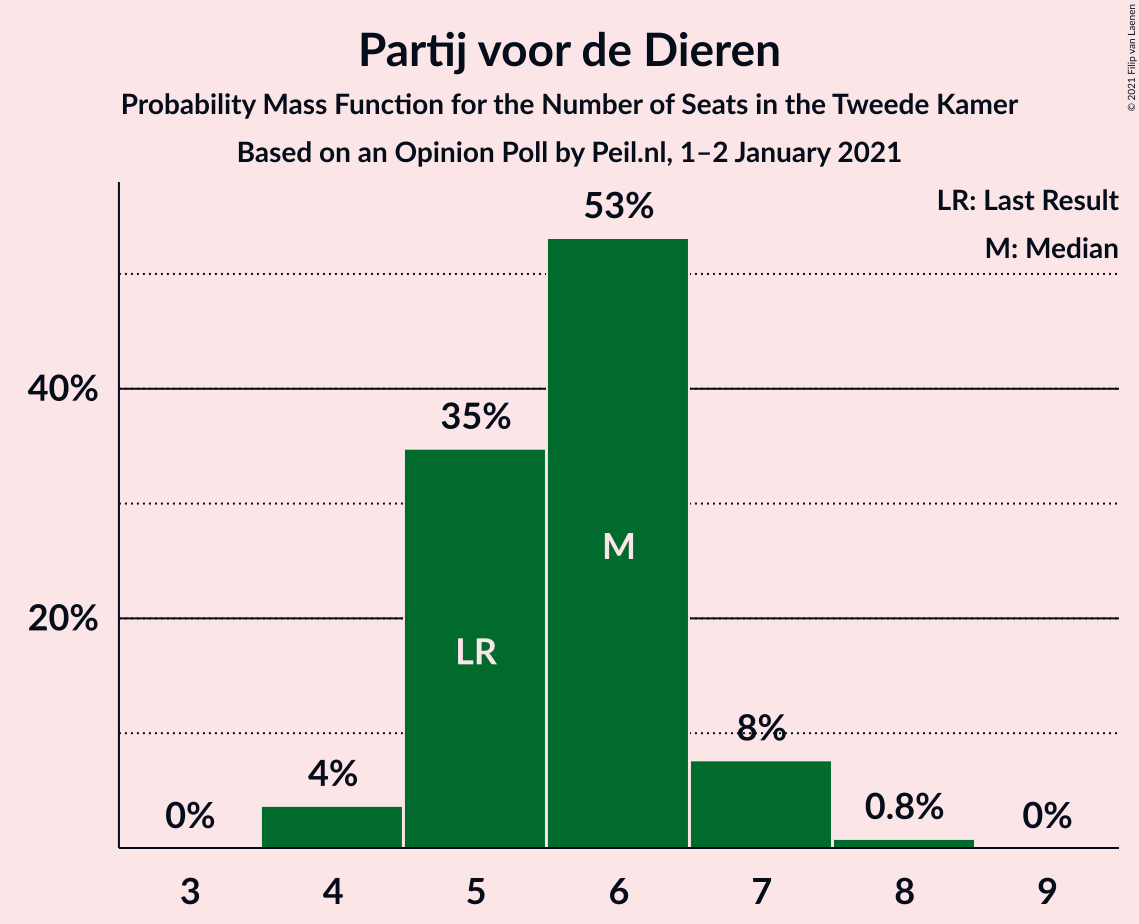 Partij voor de Dieren
Probability Mass Function for the Number of Seats in the Tweede Kamer
Based on an Opinion Poll by Peil.nl, 1–2 January 2021
© 2021 Filip van Laenen
LR: Last Result
M: Median
53%
40%
35%
M
20%
LR
8%
4%
0.8%
0%
0%
3 4 5 6 7 8 9